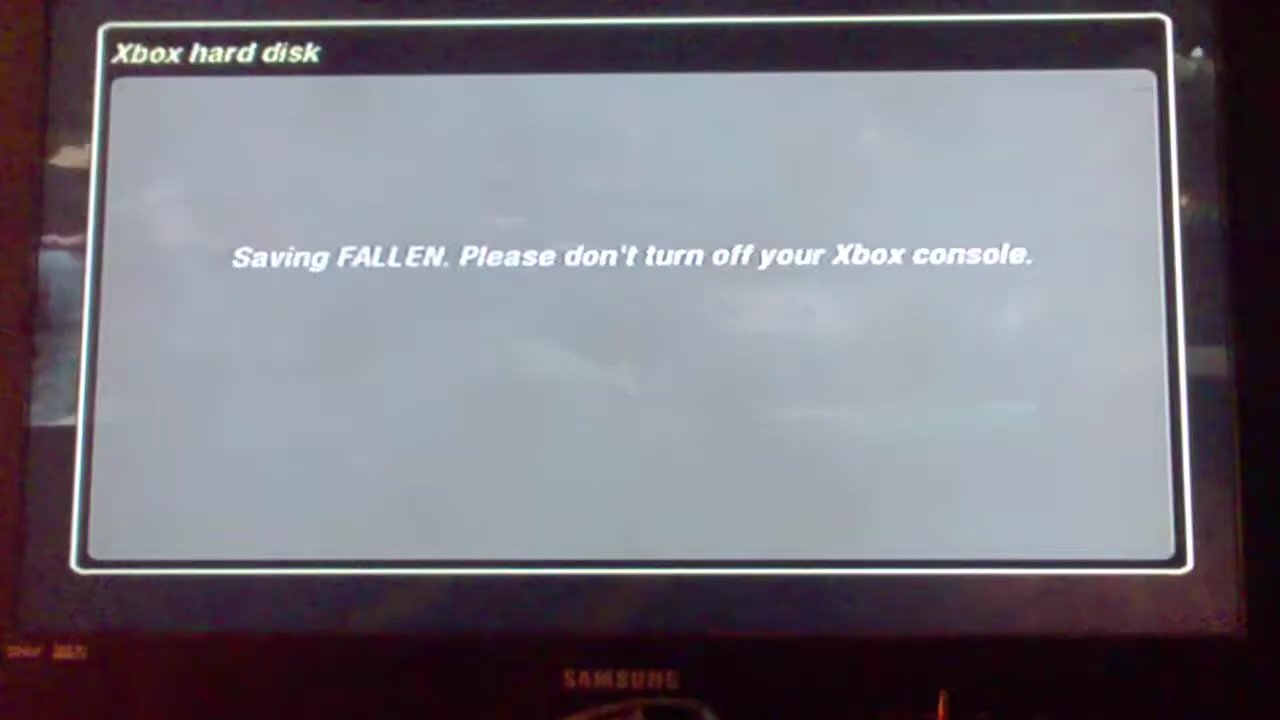 Xbox hard disk
Saving FALLEN. Please don't turn off your Xbox console.
SAMSUNG